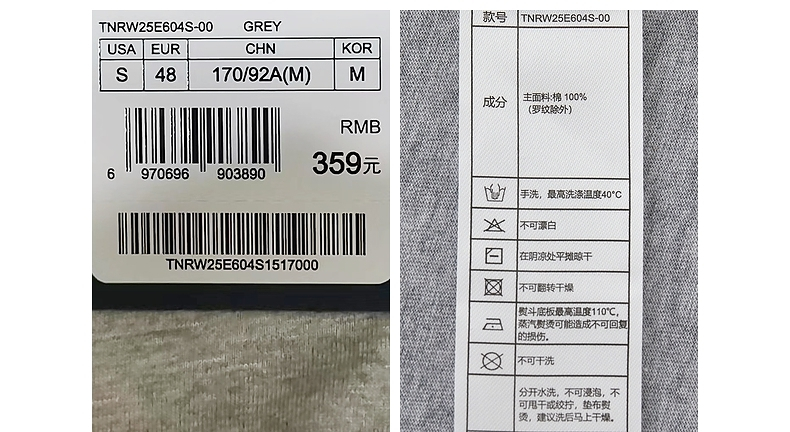 TNRW25E604S-00 GREY
USA EUR CHN KOR
S 48 170/92A(M) M
RMB
359元
6 970696 903890
TNRW25E604S1517000
款号 TNRW25E604S-00
成分 主面料:棉 100%
（罗纹除外）
手洗，最高洗涤温度40°C
不可漂白
在阴凉处平摊晾干
不可翻转干燥
熨斗底板最高温度110℃，
蒸汽熨烫可能造成不可回复
的损伤。
不可干洗
分开水洗，不可浸泡，不
可甩干或绞拧，垫布熨
烫，建议洗后马上干燥。